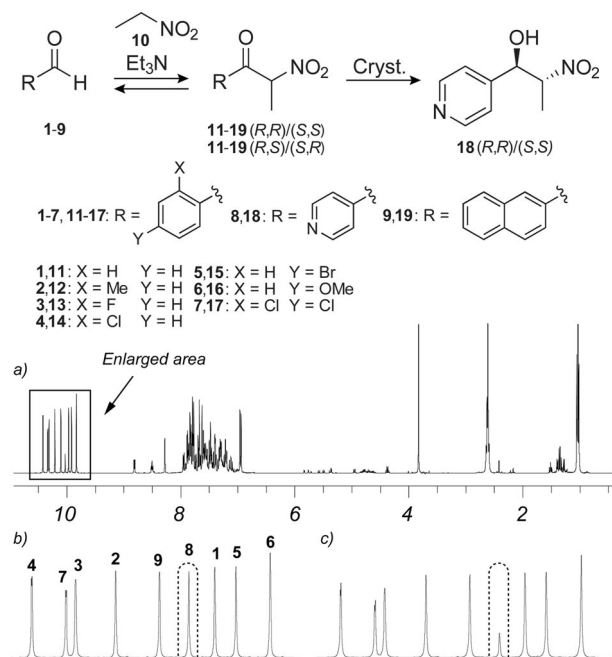 NO₂
10
Et₃N
O
R
H
1-9
O
R
NO₂
11-19 (R,R)/(S,S)
11-19 (R,S)/(S,R)
Cryst.
OH
NO₂
N
18 (R,R)/(S,S)
1-7, 11-17: R =
X
Y
8,18: R =
N
9,19: R =
1,11: X = H Y = H 5,15: X = H Y = Br
2,12: X = Me Y = H 6,16: X = H Y = OMe
3,13: X = F Y = H 7,17: X = Cl Y = Cl
4,14: X = Cl Y = H
a)
Enlarged area
10 8 6 4 2
b) c)
4 7 3 2 9 8 1 5 6